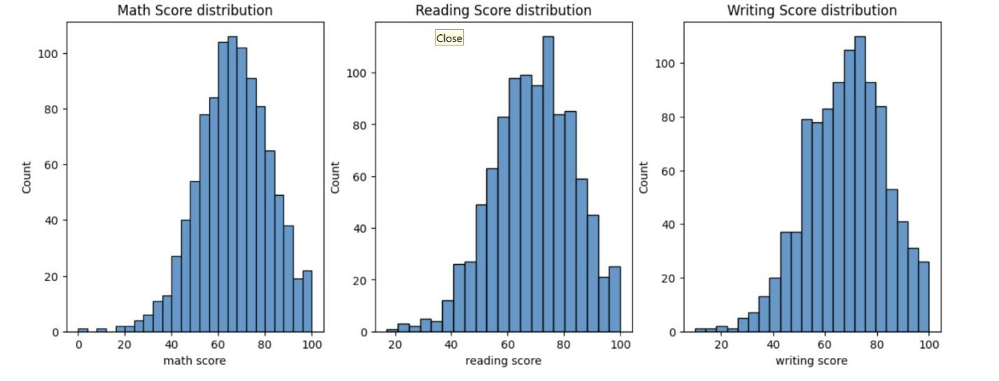 Math Score distribution
Reading Score distribution
Writing Score distribution
Close
100
80
60
40
20
0
Count
0 20 40 60 80 100
math score
100
80
60
40
20
0
Count
20 40 60 80 100
reading score
100
80
60
40
20
0
Count
20 40 60 80 100
writing score